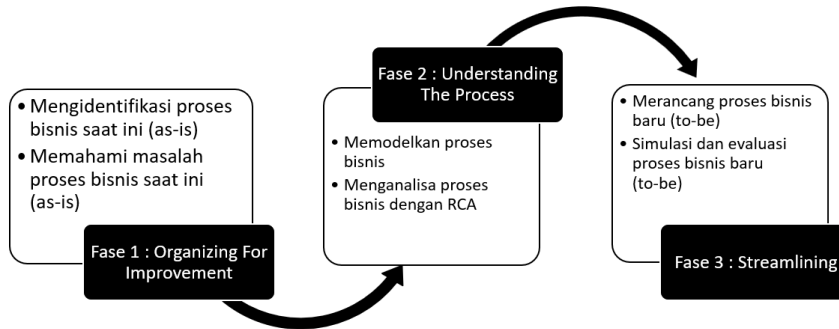 • Mengidentifikasi proses
bisnis saat ini (as-is)
• Memahami masalah
proses bisnis saat ini
(as-is)
Fase 1 : Organizing For
Improvement
Fase 2 : Understanding
The Process
• Memodelkan proses
bisnis
• Menganalisa proses
bisnis dengan RCA
• Merancang proses bisnis
baru (to-be)
• Simulasi dan evaluasi
proses bisnis baru
(to-be)
Fase 3 : Streamlining